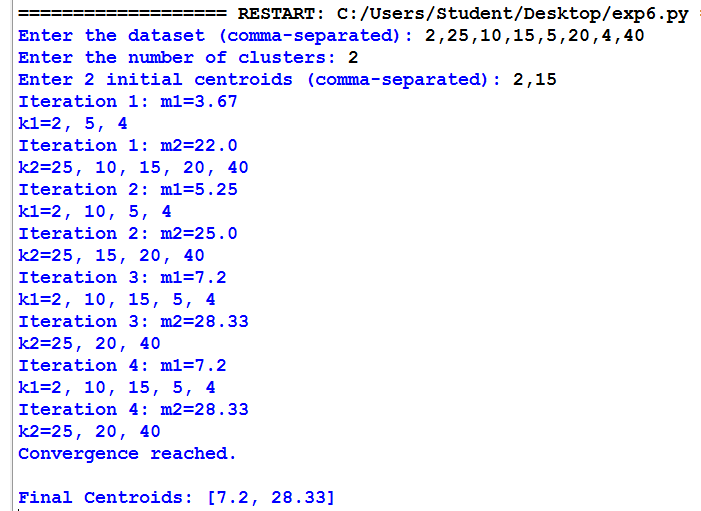 =================== RESTART: C:/Users/Student/Desktop/exp6.py =
Enter the dataset (comma-separated): 2,25,10,15,5,20,4,40
Enter the number of clusters: 2
Enter 2 initial centroids (comma-separated): 2,15
Iteration 1: m1=3.67
k1=2, 5, 4
Iteration 1: m2=22.0
k2=25, 10, 15, 20, 40
Iteration 2: m1=5.25
k1=2, 10, 5, 4
Iteration 2: m2=25.0
k2=25, 15, 20, 40
Iteration 3: m1=7.2
k1=2, 10, 15, 5, 4
Iteration 3: m2=28.33
k2=25, 20, 40
Iteration 4: m1=7.2
k1=2, 10, 15, 5, 4
Iteration 4: m2=28.33
k2=25, 20, 40
Convergence reached.
Final Centroids: [7.2, 28.33]